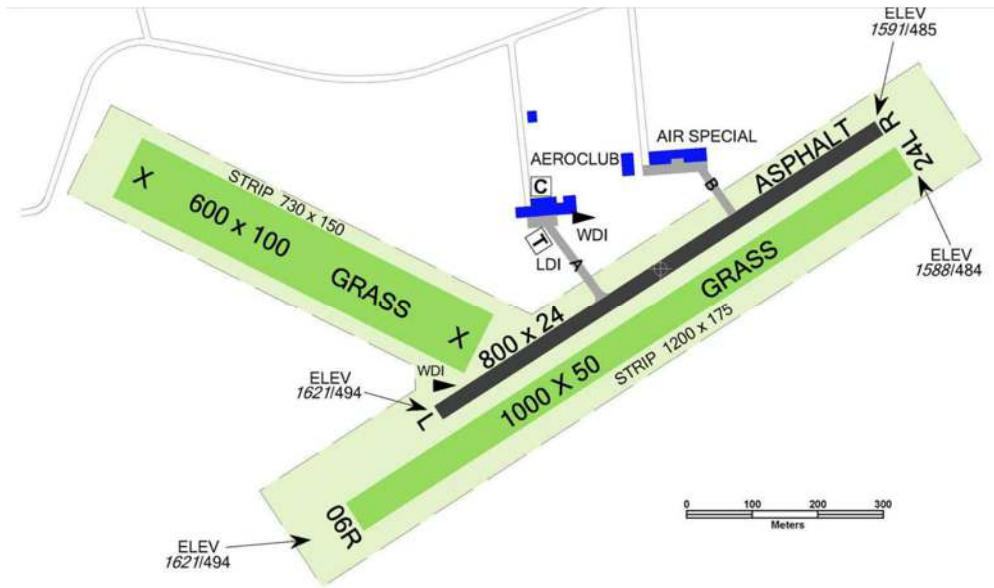 ELEV
1591/485
ASPHALT
R
24L
AIR SPECIAL
AEROCLUB
B
C
WDI
T
LDI
A
STRIP 730 x 150
600 x 100
GRASS
X
X
ELEV
1588/484
GRASS
800 x 24
STRIP 1200 x 175
1000 X 50
WDI
ELEV
1621/494
L
06R
ELEV
1621/494
0 100 200 300
Meters